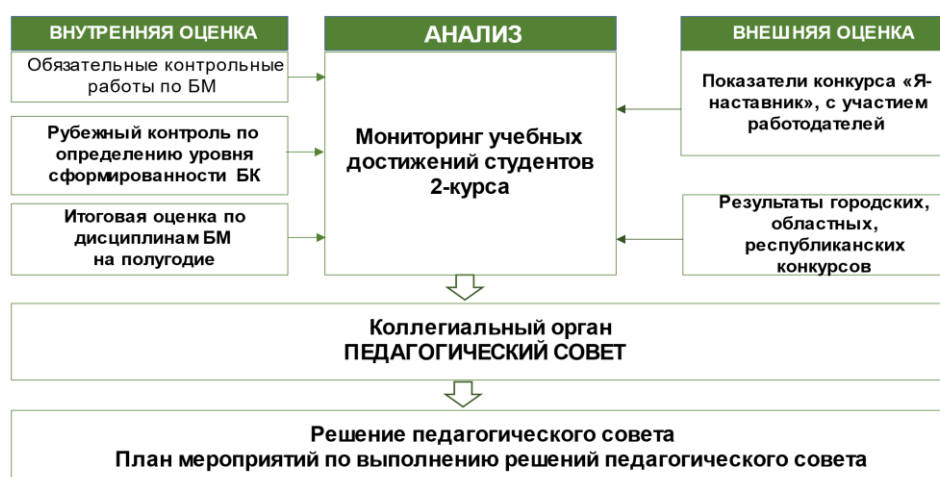 ВНУТРЕННЯЯ ОЦЕНКА
Обязательные контрольные
работы по БМ
Рубежный контроль по
определению уровня
сформированности БК
Итоговая оценка по
дисциплинам БМ
на полугодие
АНАЛИЗ
Мониторинг учебных
достижений студентов
2-курса
ВНЕШНЯЯ ОЦЕНКА
Показатели конкурса «Я-
наставник», с участием
работодателей
Результаты городских,
областных,
республиканских
конкурсов
Коллегиальный орган
ПЕДАГОГИЧЕСКИЙ СОВЕТ
Решение педагогического совета
План мероприятий по выполнению решений педагогического совета